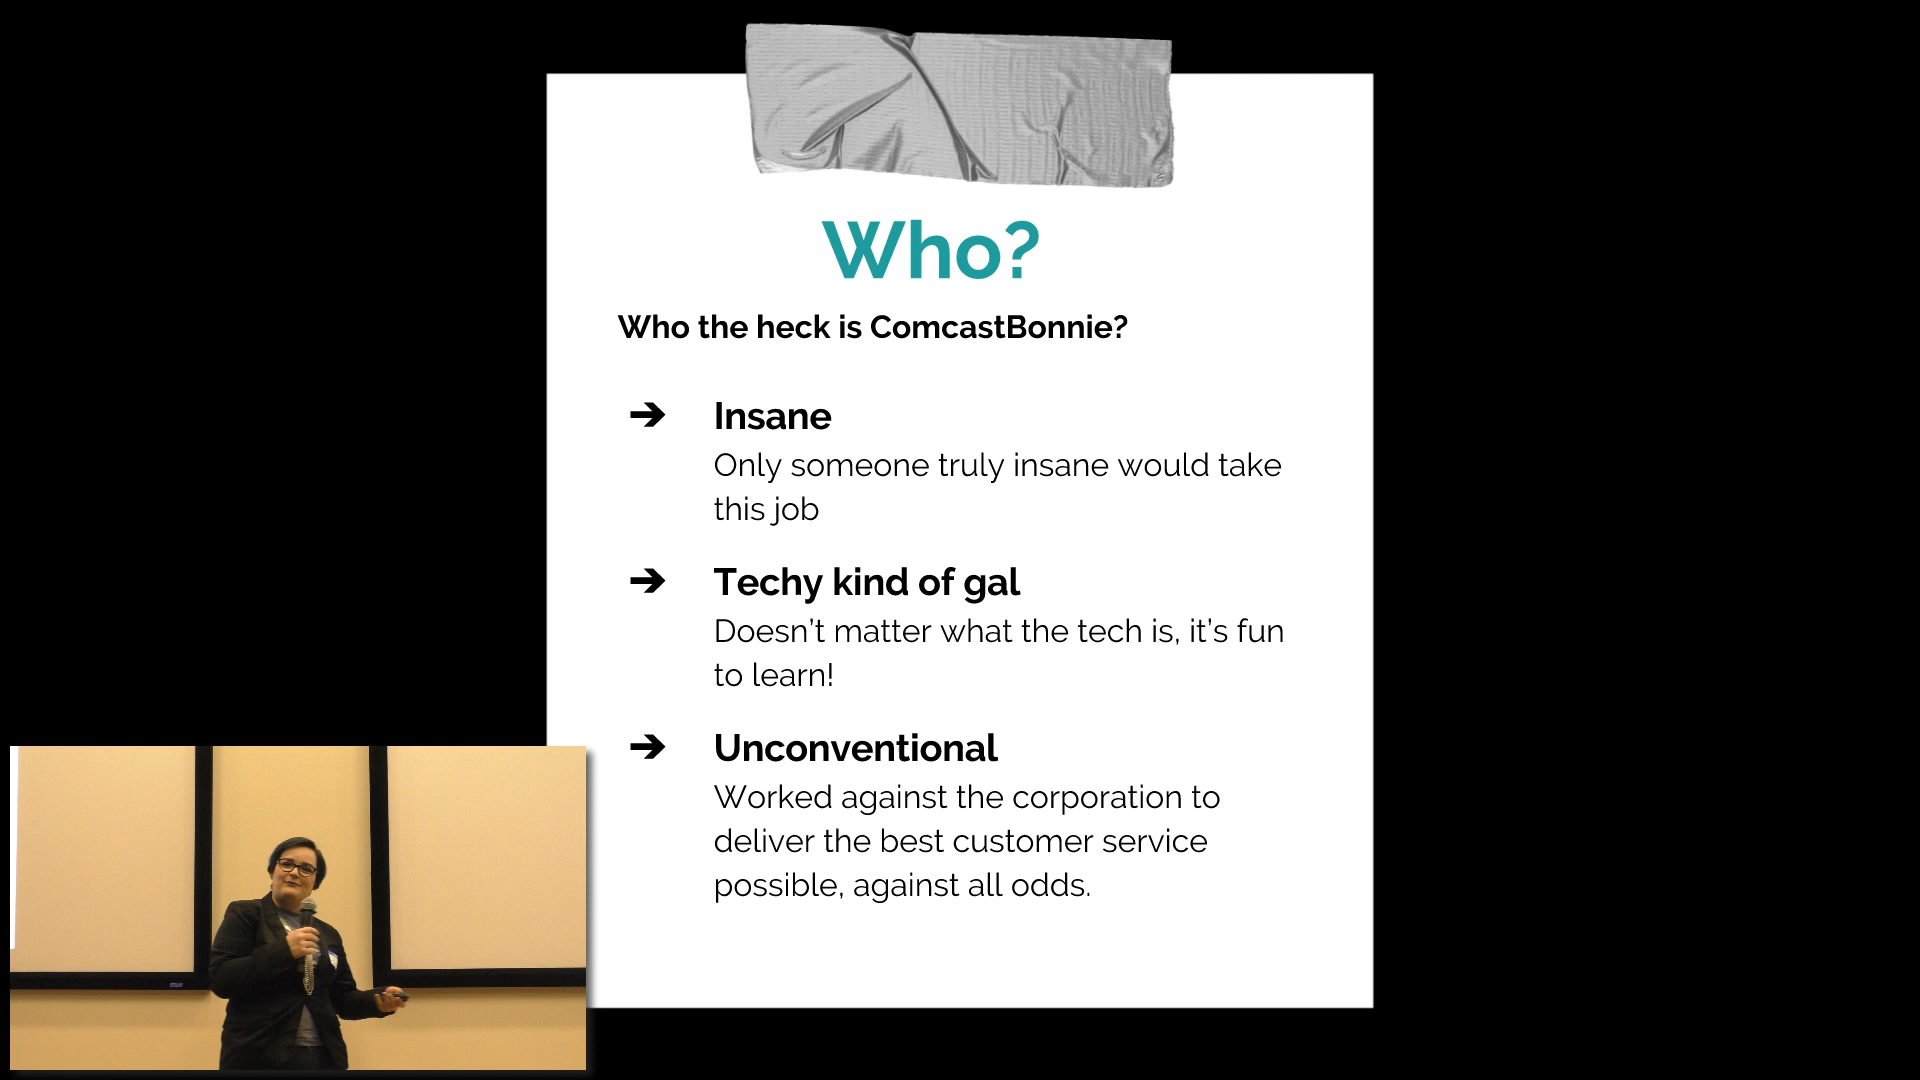 Who?
Who the heck is ComcastBonnie?
➔ Insane
Only someone truly insane would take
this job
➔ Techy kind of gal
Doesn’t matter what the tech is, it’s fun
to learn!
➔ Unconventional
Worked against the corporation to
deliver the best customer service
possible, against all odds.